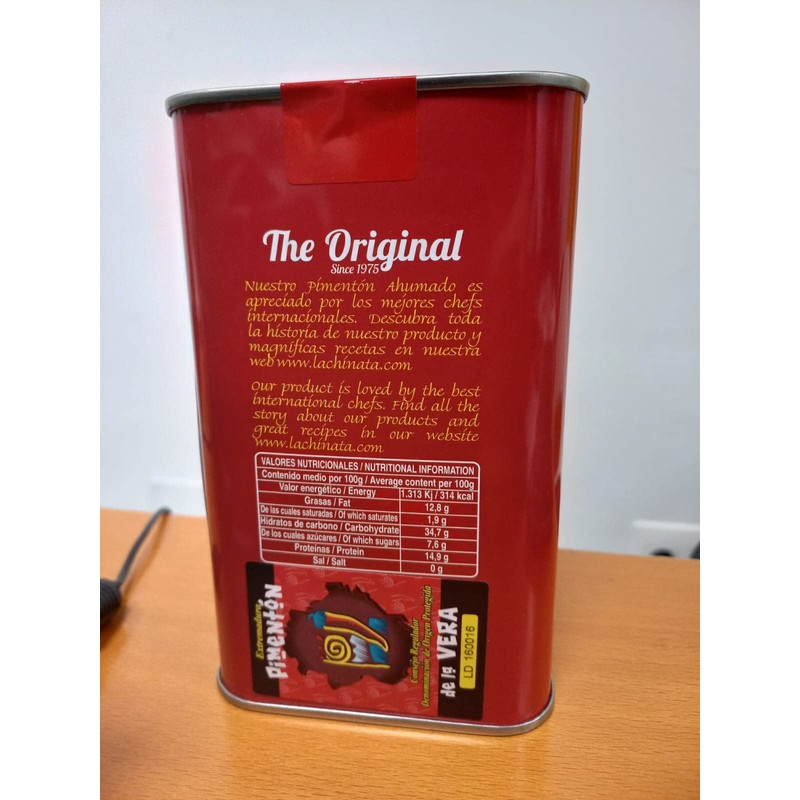 The Original
Since 1975
Nuestro Pimentón Ahumado es
apreciado por los mejores chefs
internacionales. Descubra toda
la historia de nuestro producto y
magníficas recetas en nuestra
web www.lachinata.com
Our product is loved by the best
international chefs. Find all the
story about our products and
great recipes in our website
www.lachinata.com
VALORES NUTRICIONALES / NUTRITIONAL INFORMATION
Contenido medio por 100g / Average content per 100g
Valor energético / Energy 1.313 Kj / 314 kcal
Grasas / Fat 12,8 g
De las cuales saturadas / Of which saturates 1,9 g
Hidratos de carbono / Carbohydrate 34,7 g
De los cuales azúcares / Of which sugars 7,6 g
Proteínas / Protein 14,9 g
Sal / Salt 0 g
Extremadura
Pimentón
Consejo Regulador
Denominación de Origen Protegida
de la VERA
LD 160016